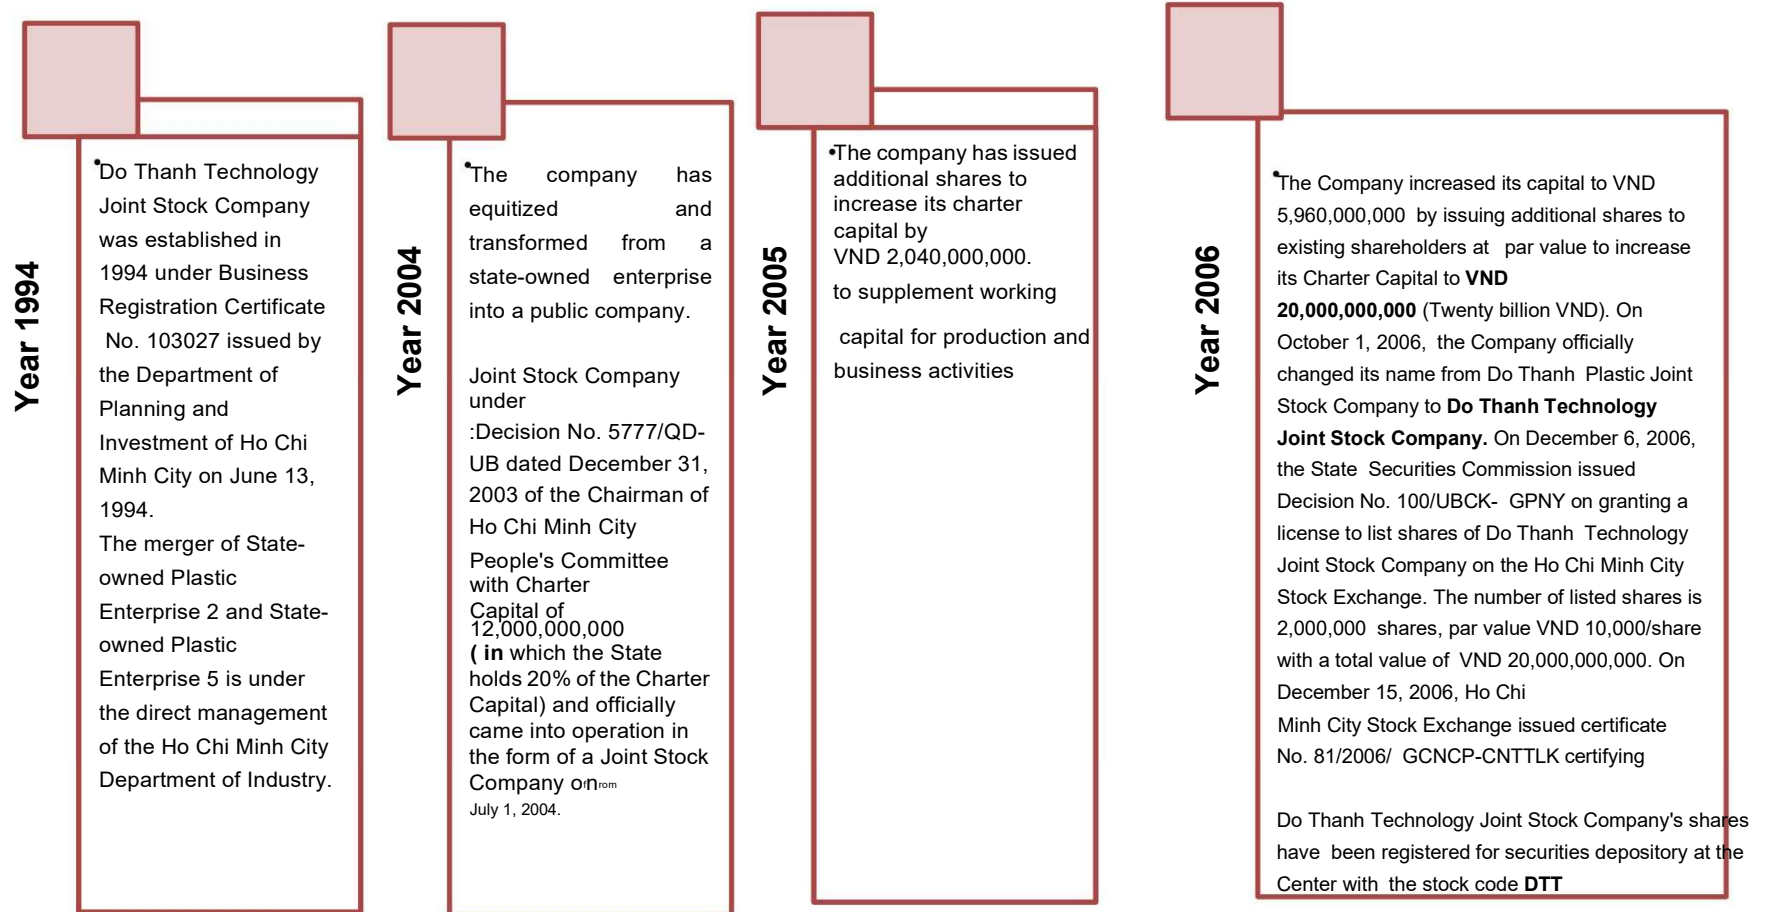 Year 1994
•Do Thanh Technology
Joint Stock Company
was established in
1994 under Business
Registration Certificate
No. 103027 issued by
the Department of
Planning and
Investment of Ho Chi
Minh City on June 13,
1994.
The merger of State-
owned Plastic
Enterprise 2 and State-
owned Plastic
Enterprise 5 is under
the direct management
of the Ho Chi Minh City
Department of Industry.
Year 2004
•The company has
equitized and
transformed from a
state-owned enterprise
into a public company.
Joint Stock Company
under
:Decision No. 5777/QD-
UB dated December 31,
2003 of the Chairman of
Ho Chi Minh City
People's Committee
with Charter
Capital of
12,000,000,000
( in which the State
holds 20% of the Charter
Capital) and officially
came into operation in
the form of a Joint Stock
Company on from
July 1, 2004.
Year 2005
•The company has issued
additional shares to
increase its charter
capital by
VND 2,040,000,000.
to supplement working
capital for production and
business activities
Year 2006
•The Company increased its capital to VND
5,960,000,000 by issuing additional shares to
existing shareholders at par value to increase
its Charter Capital to VND
20,000,000,000 (Twenty billion VND). On
October 1, 2006, the Company officially
changed its name from Do Thanh Plastic Joint
Stock Company to Do Thanh Technology
Joint Stock Company. On December 6, 2006,
the State Securities Commission issued
Decision No. 100/UBCK- GPNY on granting a
license to list shares of Do Thanh Technology
Joint Stock Company on the Ho Chi Minh City
Stock Exchange. The number of listed shares is
2,000,000 shares, par value VND 10,000/share
with a total value of VND 20,000,000,000. On
December 15, 2006, Ho Chi
Minh City Stock Exchange issued certificate
No. 81/2006/ GCNCP-CNTTLK certifying
Do Thanh Technology Joint Stock Company's shares
have been registered for securities depository at the
Center with the stock code DTT